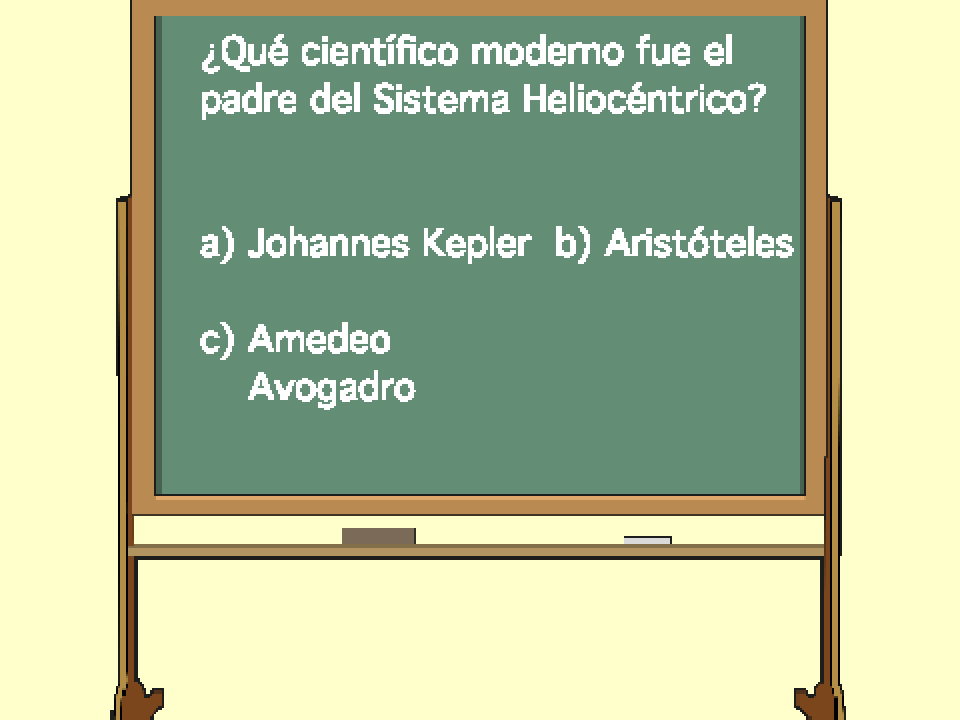 ¿Qué científico moderno fue el
padre del Sistema Heliocéntrico?
a) Johannes Kepler b) Aristóteles
c) Amedeo
Avogadro